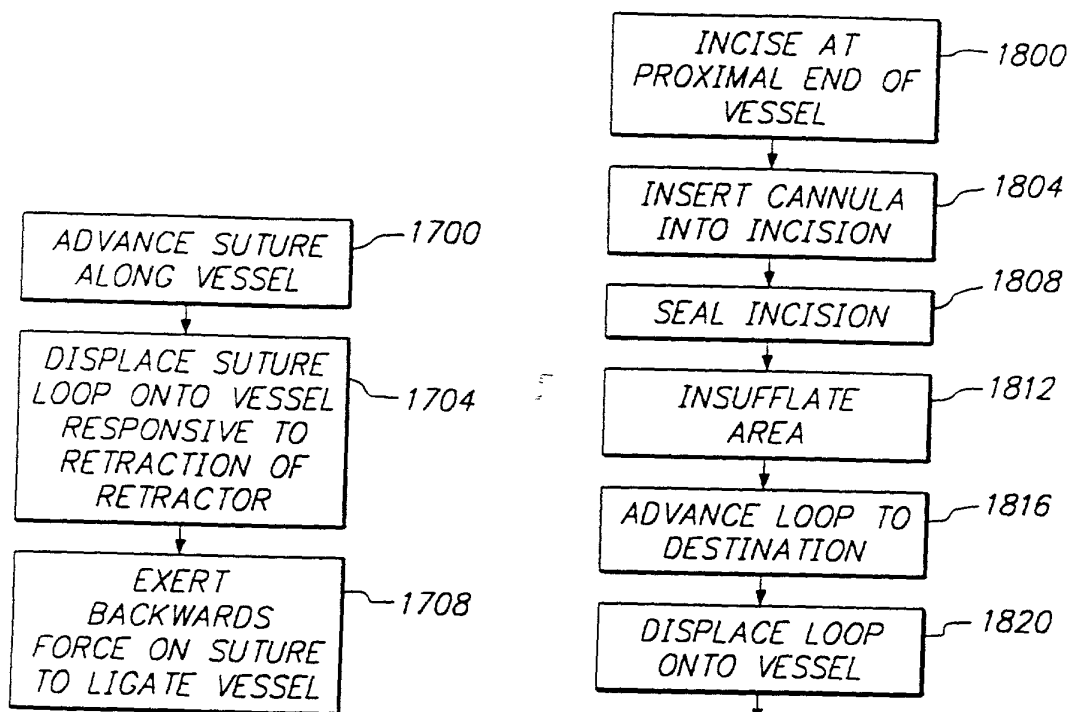 ADVANCE SUTURE
ALONG VESSEL
1700
DISPLACE SUTURE
LOOP ONTO VESSEL
RESPONSIVE TO
RETRACTION OF
RETRACTOR
1704
EXERT
BACKWARDS
FORCE ON SUTURE
TO LIGATE VESSEL
1708
INCISE AT
PROXIMAL END OF
VESSEL
1800
INSERT CANNULA
INTO INCISION
1804
SEAL INCISION
1808
INSUFFLATE
AREA
1812
ADVANCE LOOP TO
DESTINATION
1816
DISPLACE LOOP
ONTO VESSEL
1820